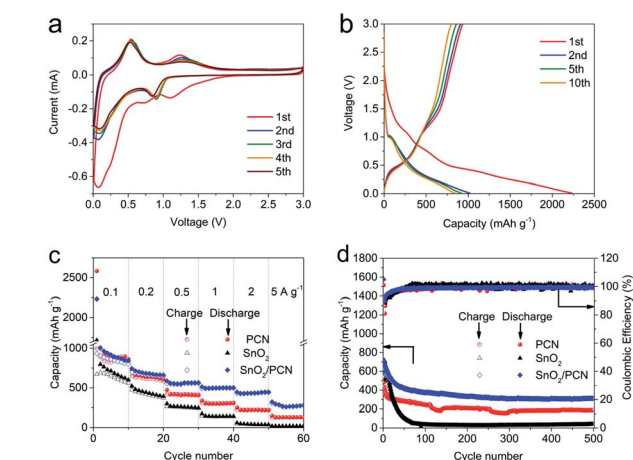 a
Current (mA)
0.2
0.0
-0.2
-0.4
-0.6
1st
2nd
3rd
4th
5th
0.0 0.5 1.0 1.5 2.0 2.5 3.0
Voltage (V)
b
Voltage (V)
3.0
2.5
2.0
1.5
1.0
0.5
0.0
1st
2nd
5th
10th
0 500 1000 1500 2000 2500
Capacity (mAh g⁻¹)
c
Capacity (mAh g⁻¹)
2500
2000
1000
800
600
400
200
0
0.1 0.2 0.5 1 2 5 A g⁻¹
Charge Discharge
PCN
SnO₂
SnO₂/PCN
0 20 40 60
Cycle number
d
Capacity (mAh g⁻¹)
1800
1600
1400
1200
1000
800
600
400
200
0
Charge Discharge
PCN
SnO₂
SnO₂/PCN
120
100
80
60
40
20
0
Coulombic Efficiency (%)
0 100 200 300 400 500
Cycle number